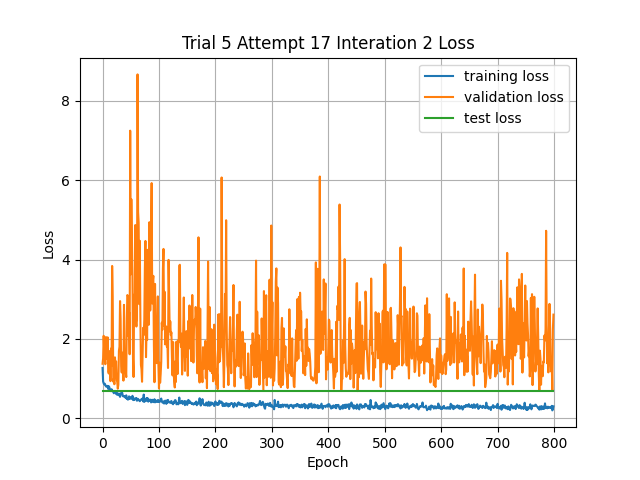 Trial 5 Attempt 17 Interation 2 Loss
training loss
validation loss
test loss
Loss
8
6
4
2
0
0 100 200 300 400 500 600 700 800
Epoch